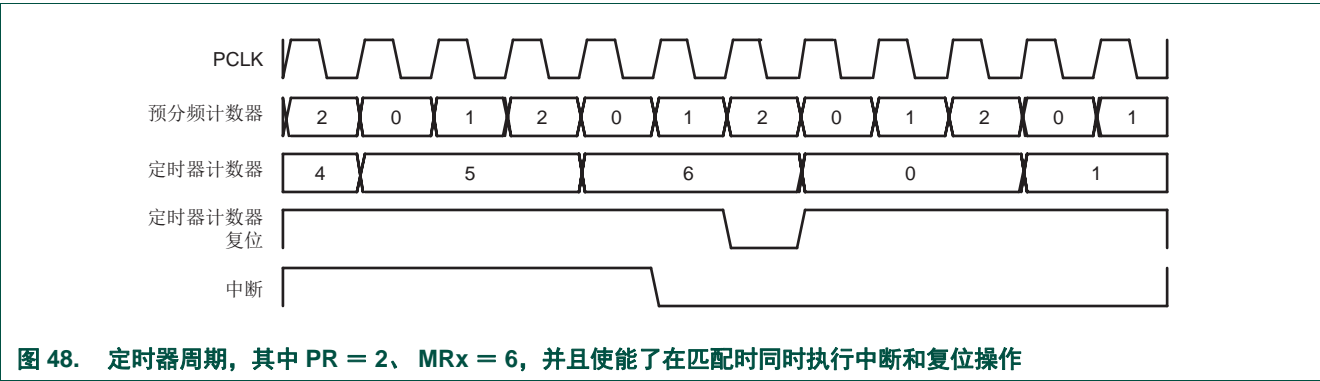 PCLK
预分频计数器 2 0 1 2 0 1 2 0 1 2 0 1
定时器计数器 4 5 6 0 1
定时器计数器
复位
中断
图 48. 定时器周期，其中 PR ＝ 2、 MRx ＝ 6，并且使能了在匹配时同时执行中断和复位操作